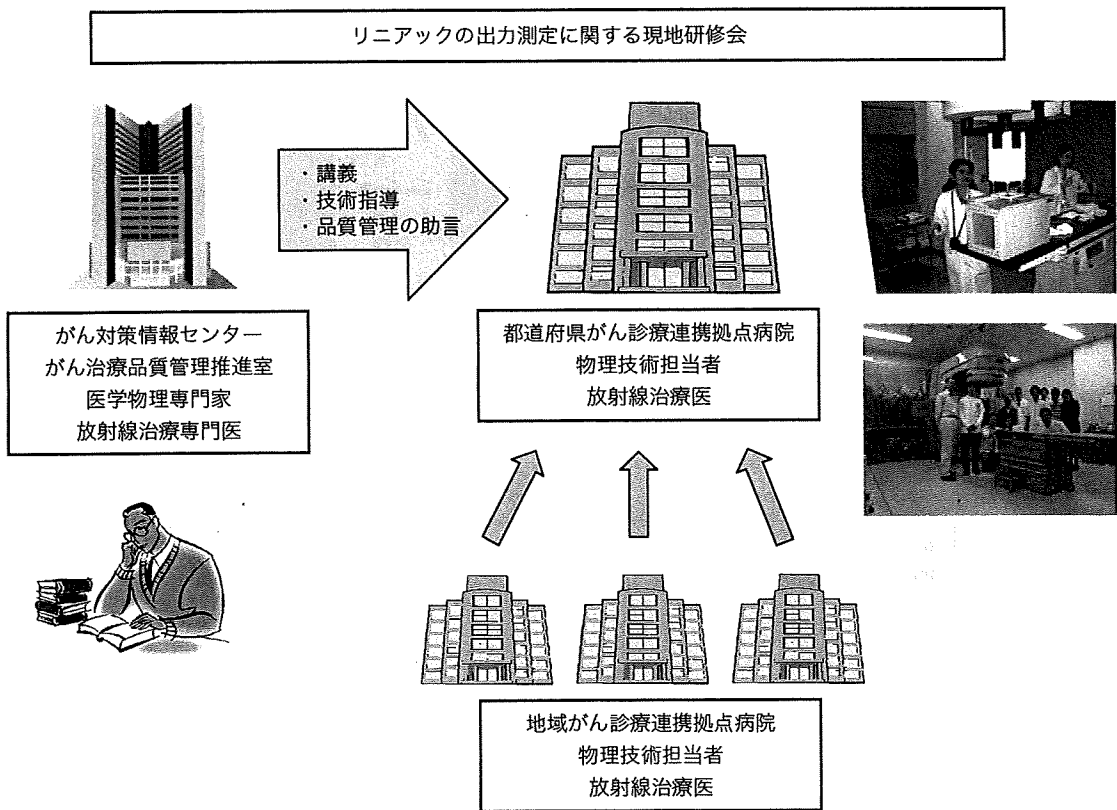 リニアックの出力測定に関する現地研修会
・講義
・技術指導
・品質管理の助言
がん対策情報センター
がん治療品質管理推進室
医学物理専門家
放射線治療専門医
都道府県がん診療連携拠点病院
物理技術担当者
放射線治療医
地域がん診療連携拠点病院
物理技術担当者
放射線治療医